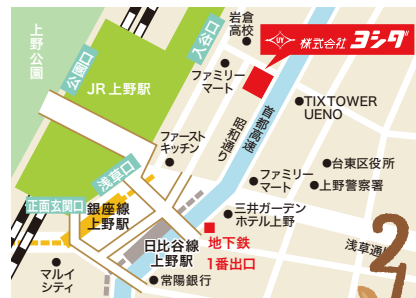 上野公園
公園口
JR上野駅
入谷口
岩倉
高校
UY 株式会社 ヨシダ
ファミリー
マート
首都高速
昭和通り
TIXTOWER
UENO
ファースト
キッチン
浅草口
台東区役所
ファミリー
マート
上野警察署
正面玄関口
銀座線
上野駅
三井ガーデン
ホテル上野
日比谷線
上野駅
地下鉄
1番出口
浅草通り
マルイ
シティ
常陽銀行
2
1